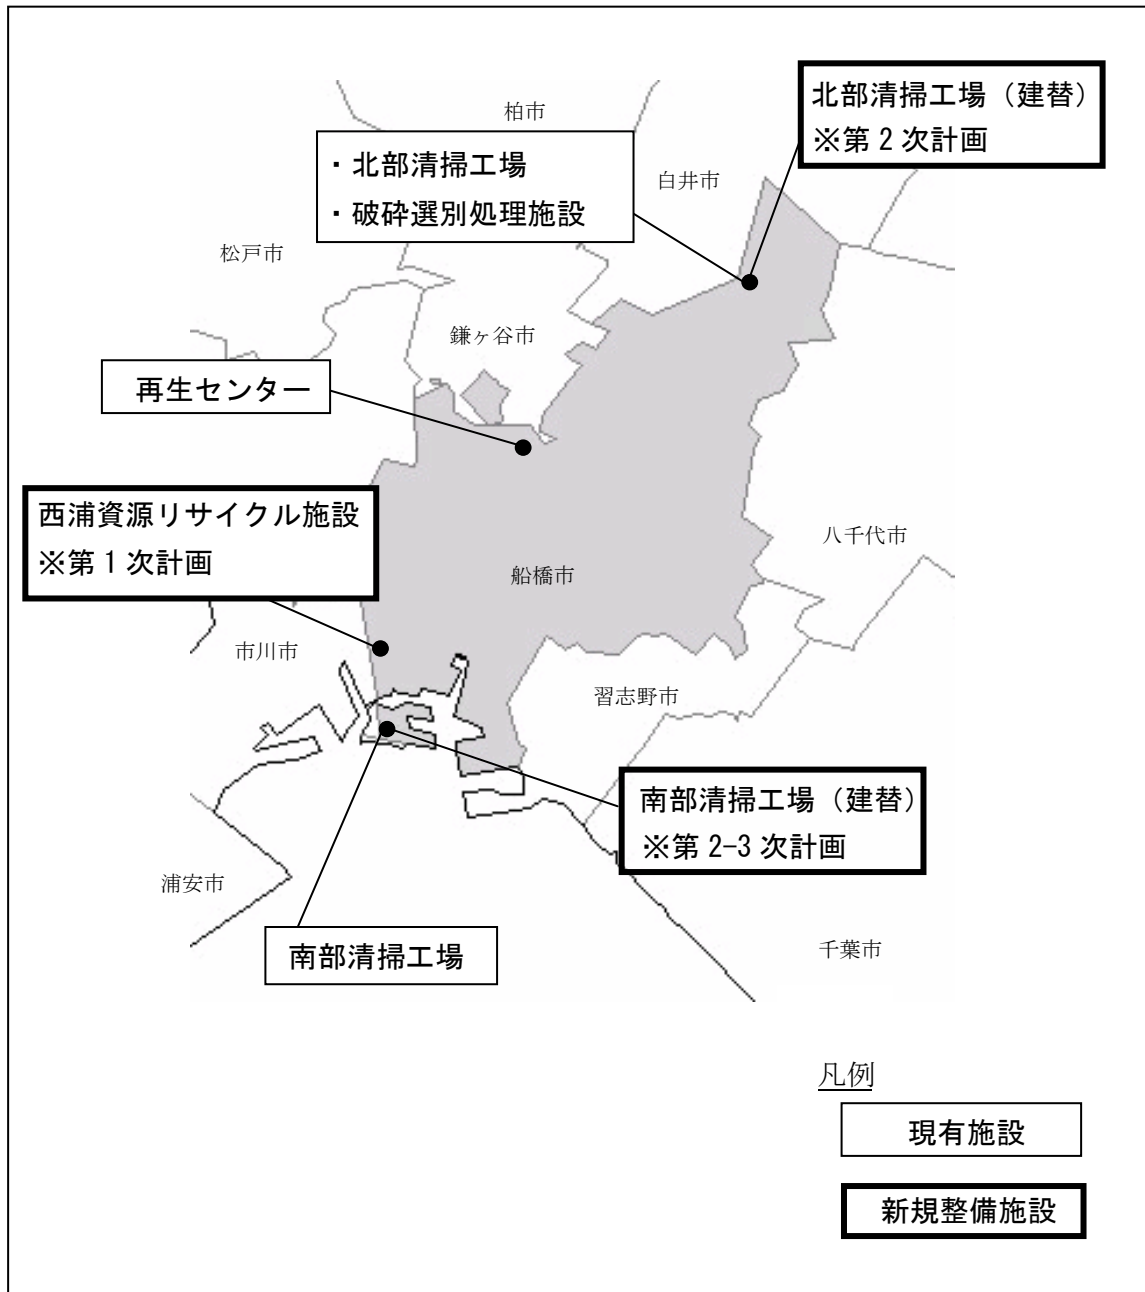 北部清掃工場（建替）
※第２次計画
柏市
・北部清掃工場
・破砕選別処理施設
白井市
松戸市
鎌ヶ谷市
再生センター
西浦資源リサイクル施設
※第１次計画
八千代市
船橋市
市川市
習志野市
南部清掃工場（建替）
※第 2-3 次計画
浦安市
南部清掃工場
千葉市
凡例
現有施設
新規整備施設